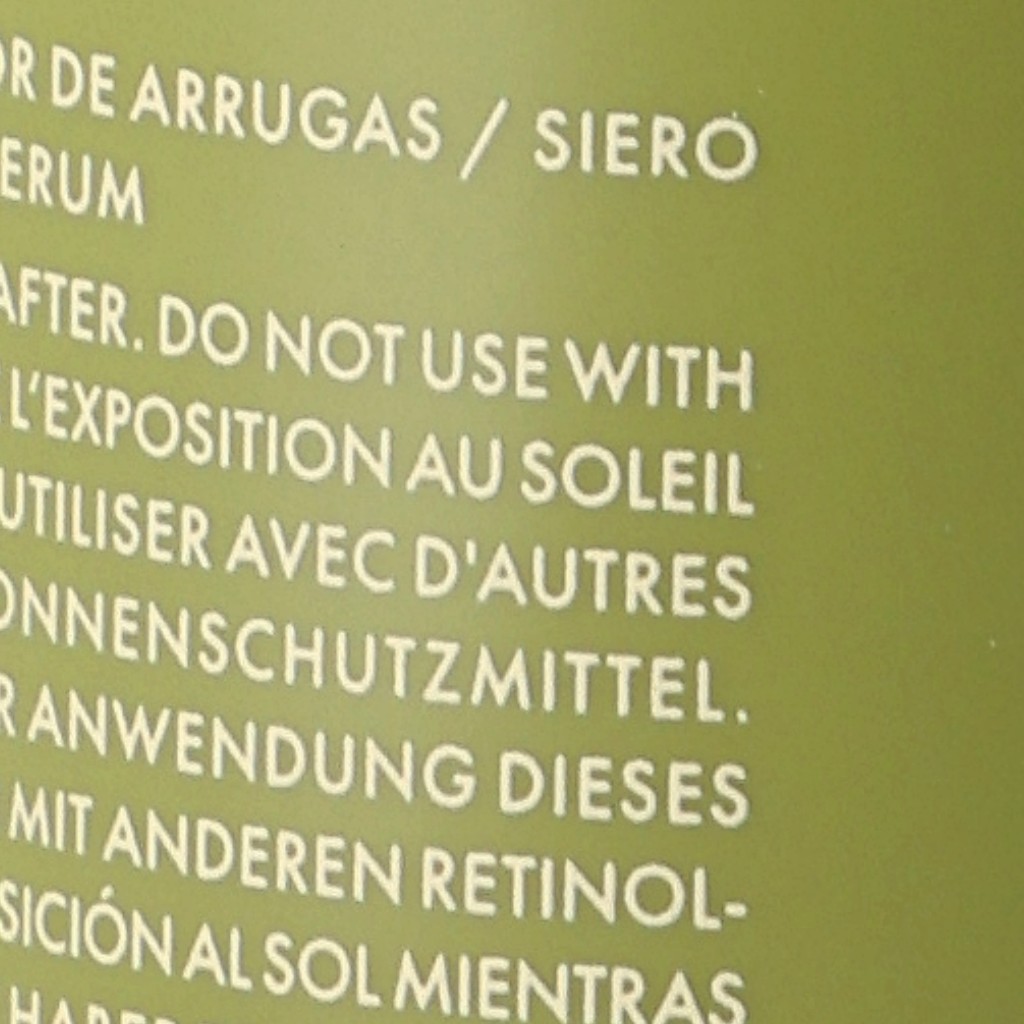 DE ARRUGAS / SIERO
ERUM
AFTER. DO NOT USE WITH
L'EXPOSITION AU SOLEIL
UTILISER AVEC D'AUTRES
ONNENSCHUTZMITTEL.
R ANWENDUNG DIESES
MIT ANDEREN RETINOL-
SICIÓN AL SOL MIENTRAS